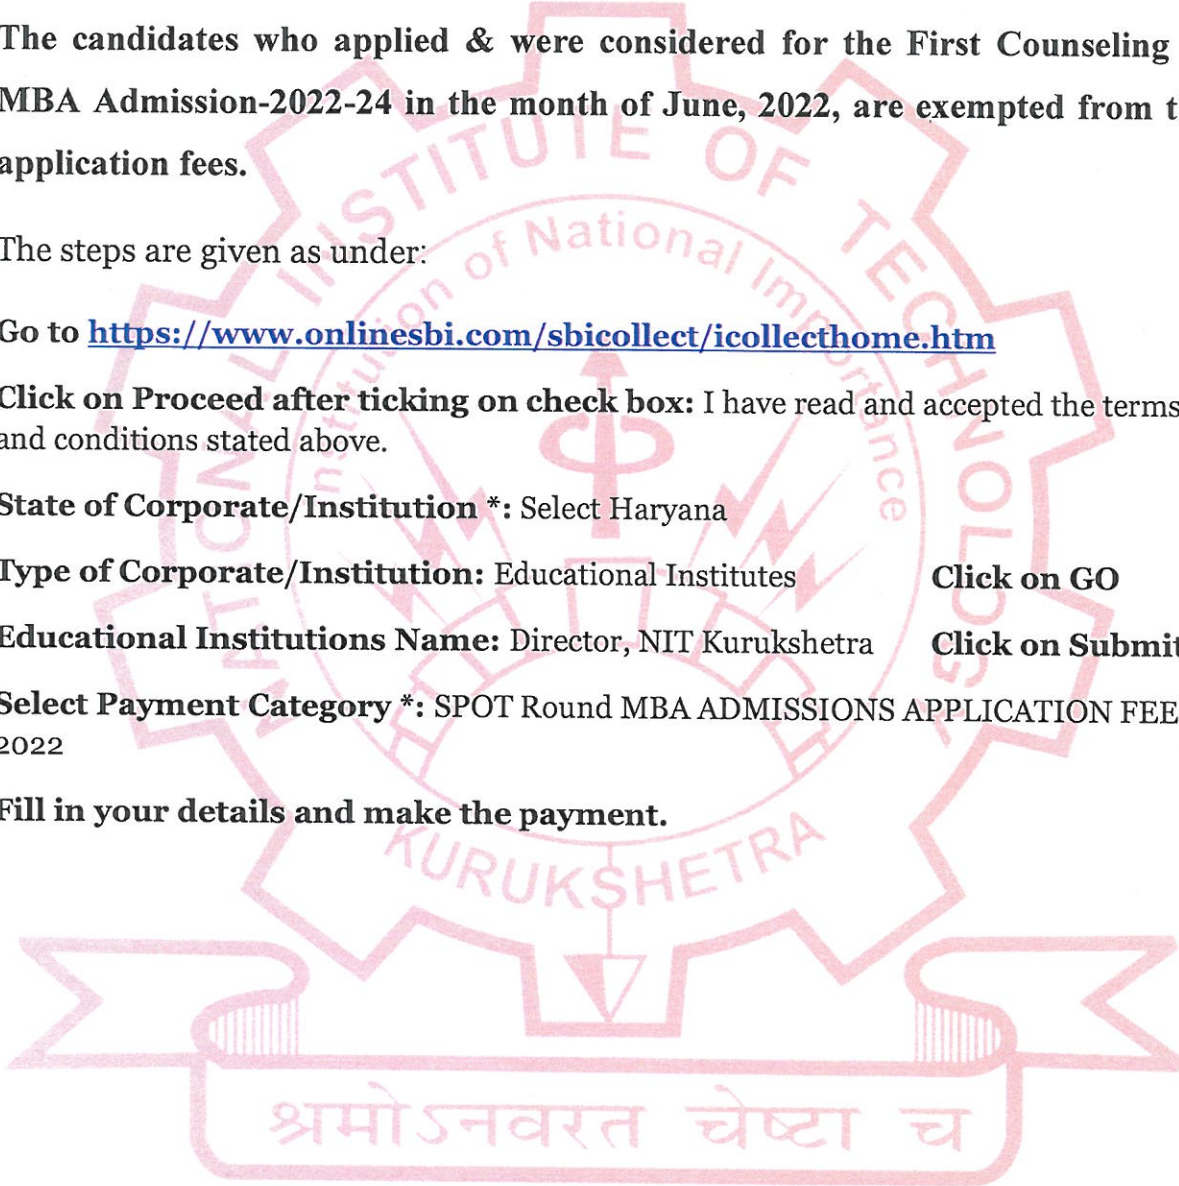 The candidates who applied & were considered for the First Counseling
MBA Admission-2022-24 in the month of June, 2022, are exempted from t
application fees.
The steps are given as under:
Go to https://www.onlinesbi.com/sbicollect/icollecthome.htm
Click on Proceed after ticking on check box: I have read and accepted the terms
and conditions stated above.
State of Corporate/Institution *: Select Haryana
Type of Corporate/Institution: Educational Institutes Click on GO
Educational Institutions Name: Director, NIT Kurukshetra Click on Submit
Select Payment Category *: SPOT Round MBA ADMISSIONS APPLICATION FEE
2022
Fill in your details and make the payment.
NATIONAL INSTITUTE OF TECHNOLOGY
Institution of National Importance
KURUKSHETRA
श्रमोऽनवरत चेष्टा च